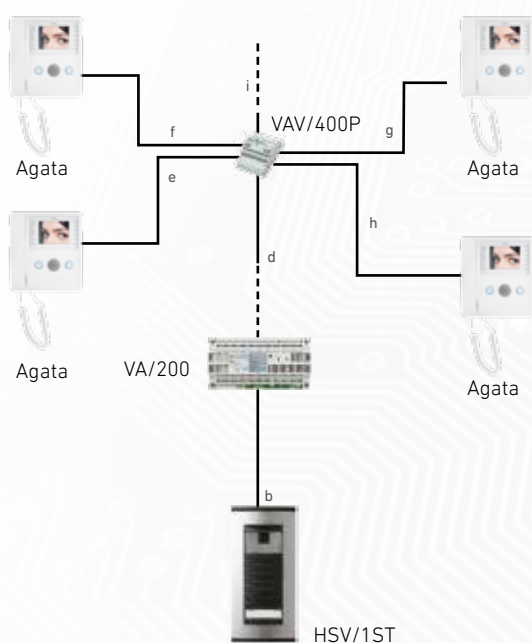 i
VAV/400P
f
g
Agata
Agata
e
h
d
Agata
VA/200
Agata
b
HSV/1ST